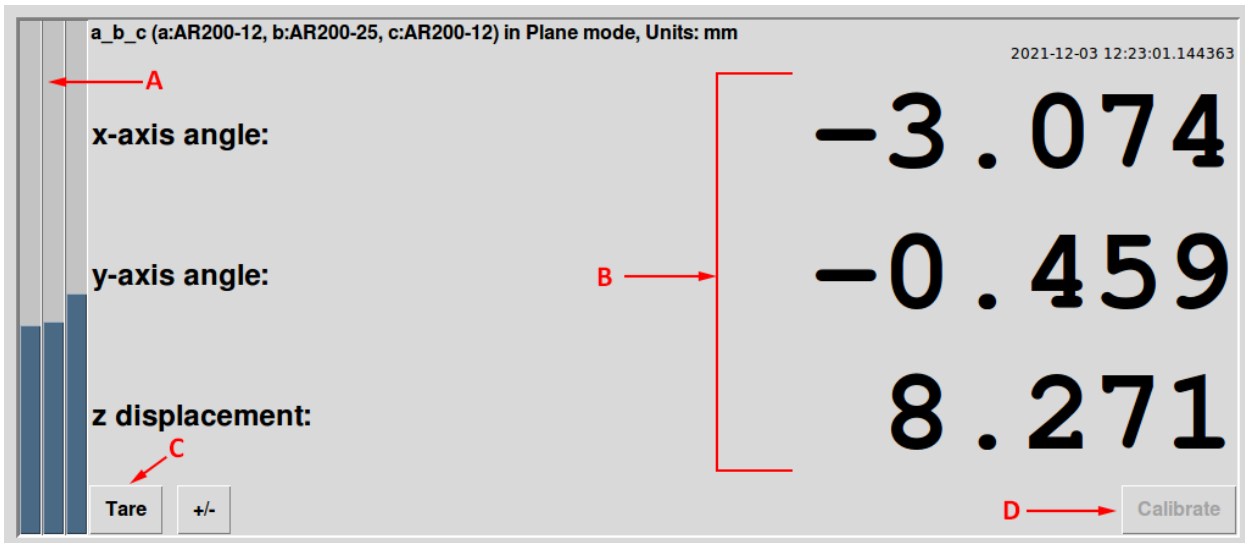 a_b_c (a:AR200-12, b:AR200-25, c:AR200-12) in Plane mode, Units: mm
2021-12-03 12:23:01.144363
A
x-axis angle: -3.074
y-axis angle: B -0.459
z displacement: 8.271
C
Tare +/- D Calibrate